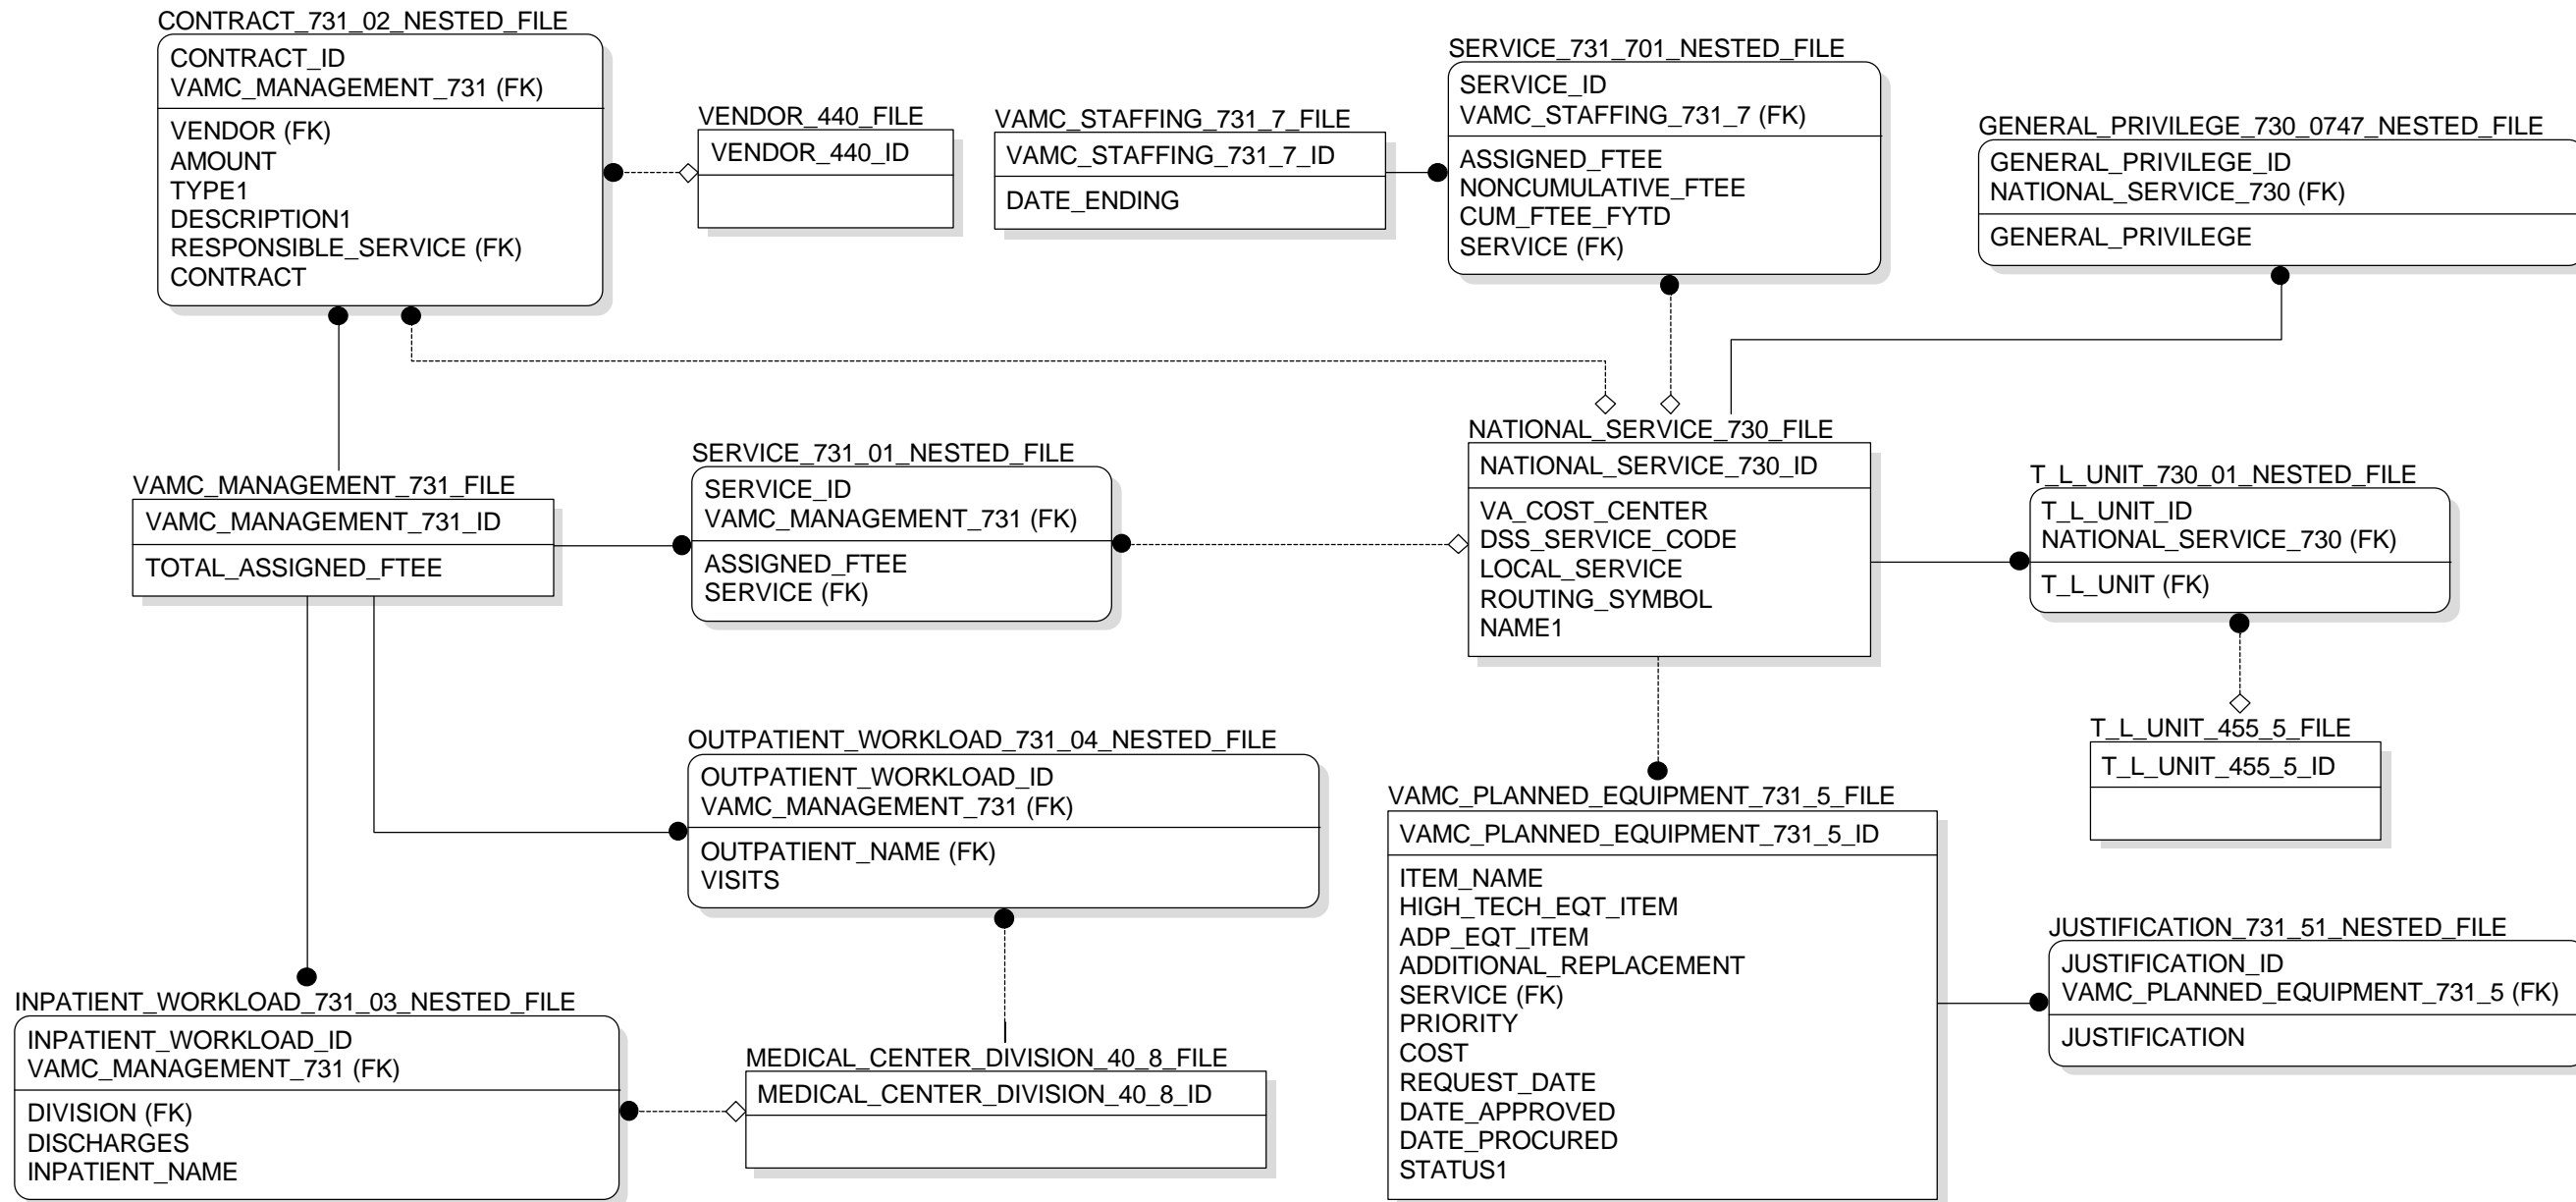 CONTRACT_731_02_NESTED_FILE
CONTRACT_ID
VAMC_MANAGEMENT_731 (FK)
VENDOR (FK)
AMOUNT
TYPE1
DESCRIPTION1
RESPONSIBLE_SERVICE (FK)
CONTRACT
VENDOR_440_FILE
VENDOR_440_ID
VAMC_STAFFING_731_7_FILE
VAMC_STAFFING_731_7_ID
DATE_ENDING
SERVICE_731_701_NESTED_FILE
SERVICE_ID
VAMC_STAFFING_731_7 (FK)
ASSIGNED_FTEE
NONCUMULATIVE_FTEE
CUM_FTEE_FYTD
SERVICE (FK)
GENERAL_PRIVILEGE_730_0747_NESTED_FILE
GENERAL_PRIVILEGE_ID
NATIONAL_SERVICE_730 (FK)
GENERAL_PRIVILEGE
VAMC_MANAGEMENT_731_FILE
VAMC_MANAGEMENT_731_ID
TOTAL_ASSIGNED_FTEE
SERVICE_731_01_NESTED_FILE
SERVICE_ID
VAMC_MANAGEMENT_731 (FK)
ASSIGNED_FTEE
SERVICE (FK)
NATIONAL_SERVICE_730_FILE
NATIONAL_SERVICE_730_ID
VA_COST_CENTER
DSS_SERVICE_CODE
LOCAL_SERVICE
ROUTING_SYMBOL
NAME1
T_L_UNIT_730_01_NESTED_FILE
T_L_UNIT_ID
NATIONAL_SERVICE_730 (FK)
T_L_UNIT (FK)
T_L_UNIT_455_5_FILE
T_L_UNIT_455_5_ID
OUTPATIENT_WORKLOAD_731_04_NESTED_FILE
OUTPATIENT_WORKLOAD_ID
VAMC_MANAGEMENT_731 (FK)
OUTPATIENT_NAME (FK)
VISITS
VAMC_PLANNED_EQUIPMENT_731_5_FILE
VAMC_PLANNED_EQUIPMENT_731_5_ID
ITEM_NAME
HIGH_TECH_EQT_ITEM
ADP_EQT_ITEM
ADDITIONAL_REPLACEMENT
SERVICE (FK)
PRIORITY
COST
REQUEST_DATE
DATE_APPROVED
DATE_PROCURED
STATUS1
JUSTIFICATION_731_51_NESTED_FILE
JUSTIFICATION_ID
VAMC_PLANNED_EQUIPMENT_731_5 (FK)
JUSTIFICATION
INPATIENT_WORKLOAD_731_03_NESTED_FILE
INPATIENT_WORKLOAD_ID
VAMC_MANAGEMENT_731 (FK)
DIVISION (FK)
DISCHARGES
INPATIENT_NAME
MEDICAL_CENTER_DIVISION_40_8_FILE
MEDICAL_CENTER_DIVISION_40_8_ID